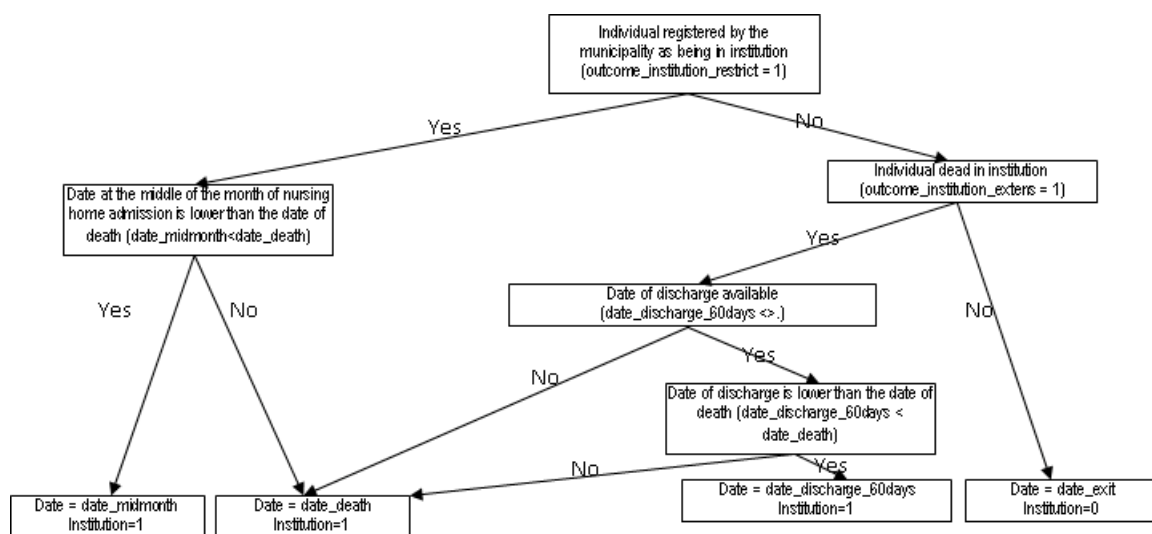 Individual registered by the
municipality as being in institution
(outcome_institution_restrict = 1)
Yes
No
Individual dead in institution
(outcome_institution_extens = 1)
Date at the middle of the month of nursing
home admission is lower than the date of
death (date_midmonth<date_death)
Yes
Date of discharge available
(date_discharge_60days <>.)
Yes
No
No
Yes
No
Date of discharge is lower than the date of
death (date_discharge_60days <
date_death)
No
Yes
Date = date_midmonth
Institution=1
Date = date_death
Institution=1
Date = date_discharge_60days
Institution=1
Date = date_exit
Institution=0